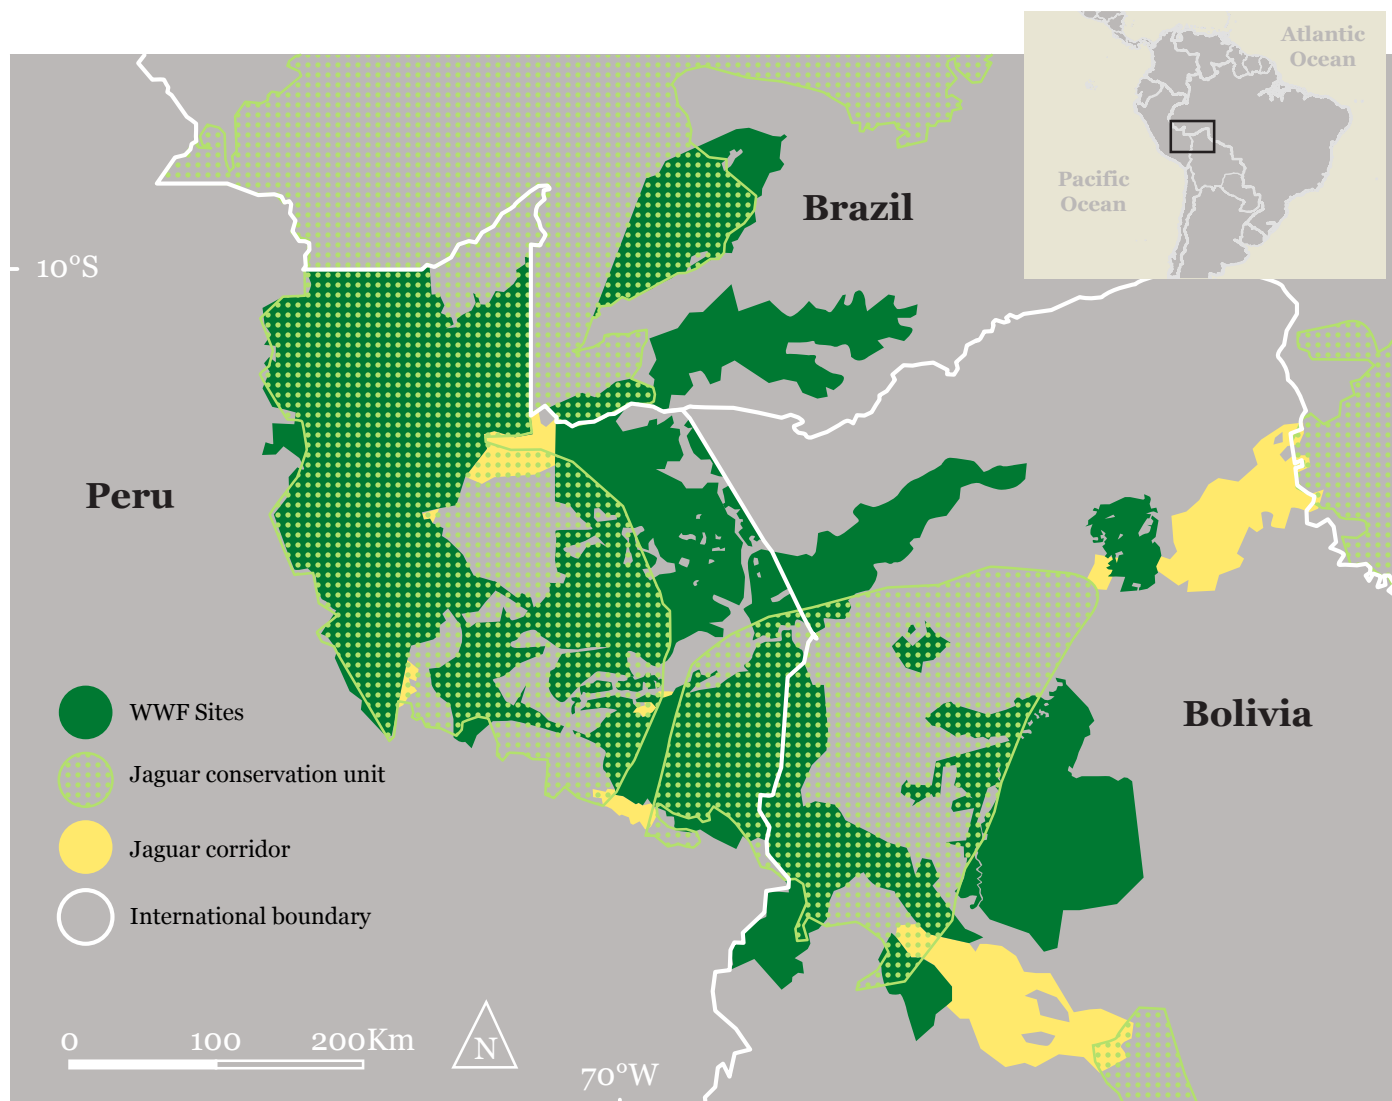 Atlantic
Ocean
Pacific
Ocean
Brazil
10°S
Peru
WWF Sites
Jaguar conservation unit
Jaguar corridor
International boundary
Bolivia
0 100 200Km
N
70°W